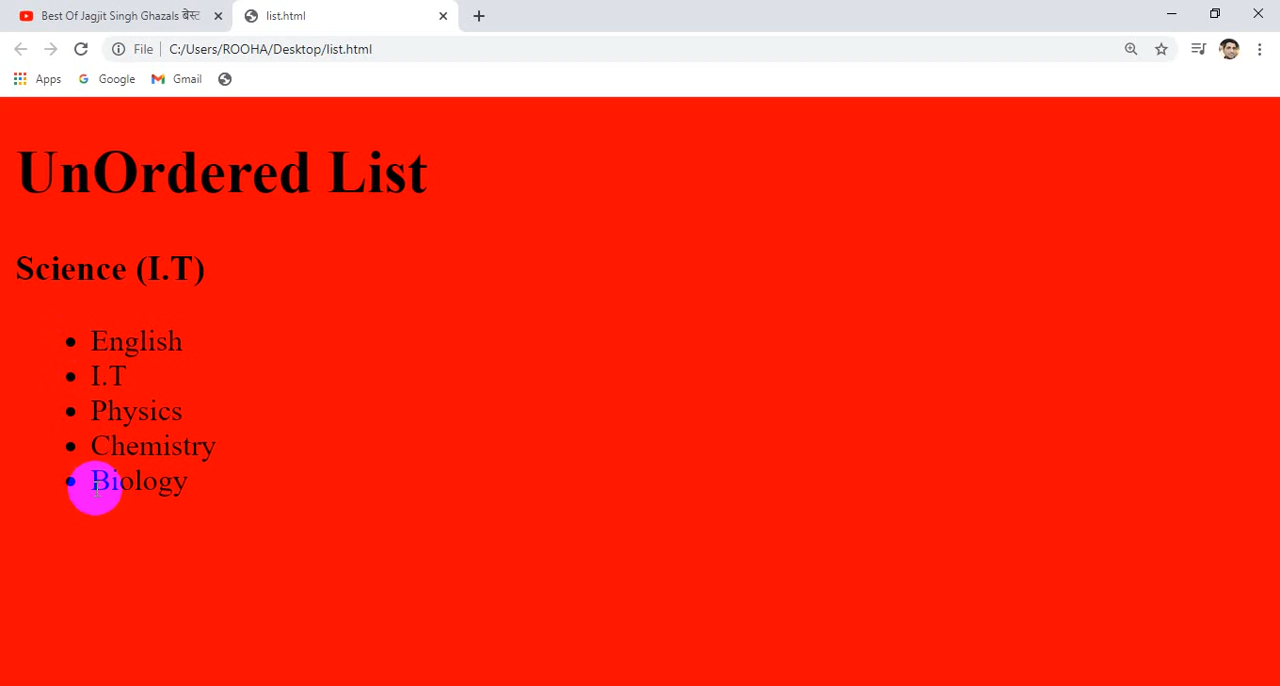 Best Of Jagjit Singh Ghazals बेस्ट
list.html
File
C:/Users/ROOHA/Desktop/list.html
Apps
Google
Gmail
UnOrdered List
Science (I.T)
English
I.T
Physics
Chemistry
Biology